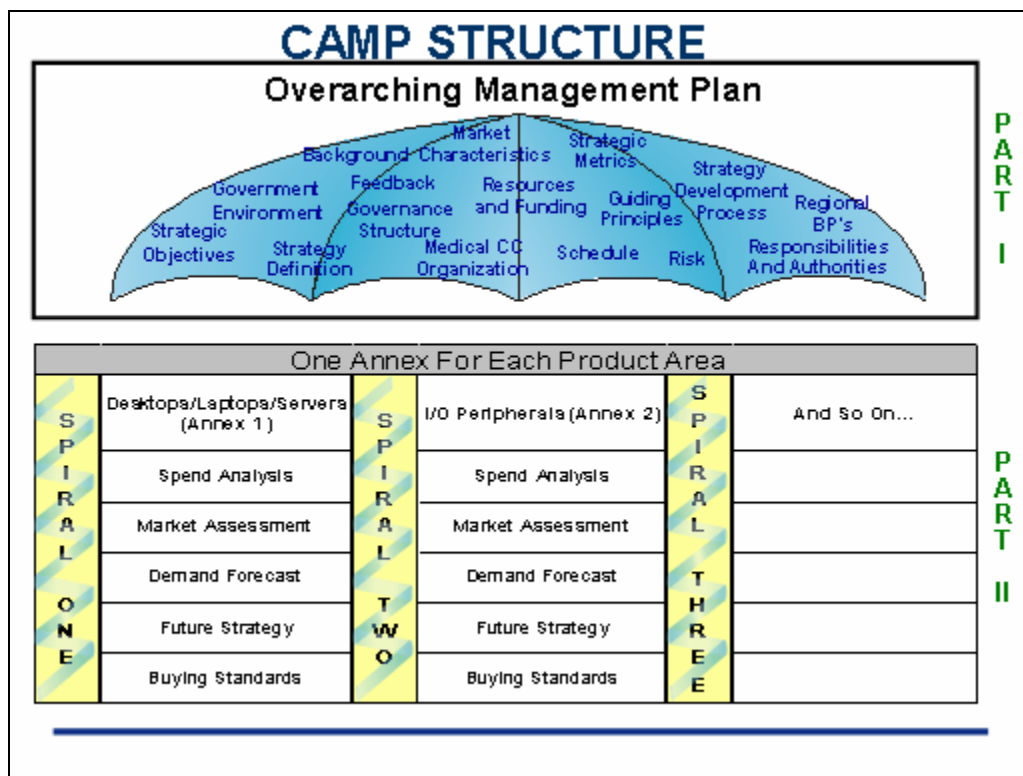 CAMP STRUCTURE
Overarching Management Plan
Market
Background Characteristics
Strategic
Metrics
Government
Environment
Feedback
Resources
and Funding
Strategy
Development
Process
Governance
Structure
Guiding
Principles
Regional
BP's
Strategic
Objectives
Strategy
Definition
Medical CC
Organization
Schedule
Risk
Responsibilities
And Authorities
PART I
One Annex For Each Product Area
SPIRAL ONE
Desktops/Laptops/Servers
(Annex 1)
Spend Analysis
Market Assessment
Demand Forecast
Future Strategy
Buying Standards
SPIRAL TWO
I/O Peripherals (Annex 2)
Spend Analysis
Market Assessment
Demand Forecast
Future Strategy
Buying Standards
SPIRAL THREE
And So On...
PART II